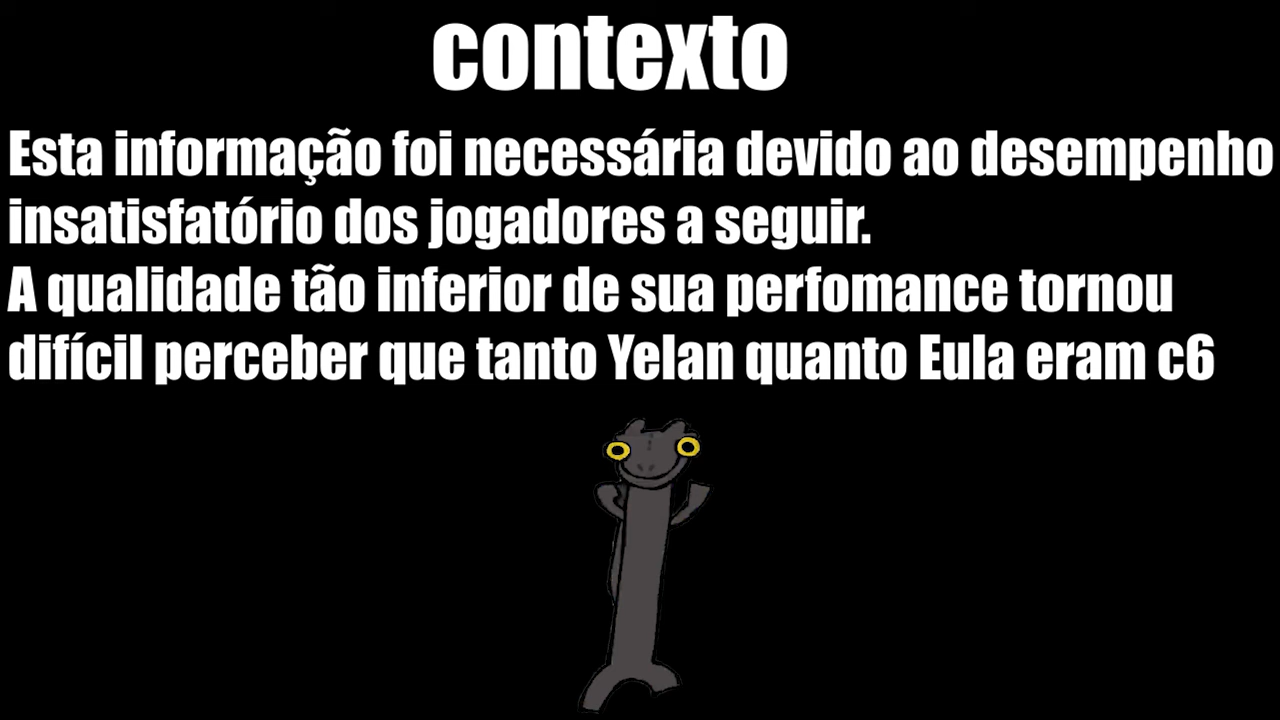 contexto
Esta informação foi necessária devido ao desempenho
insatisfatório dos jogadores a seguir.
A qualidade tão inferior de sua perfomance tornou
difícil perceber que tanto Yelan quanto Eula eram c6